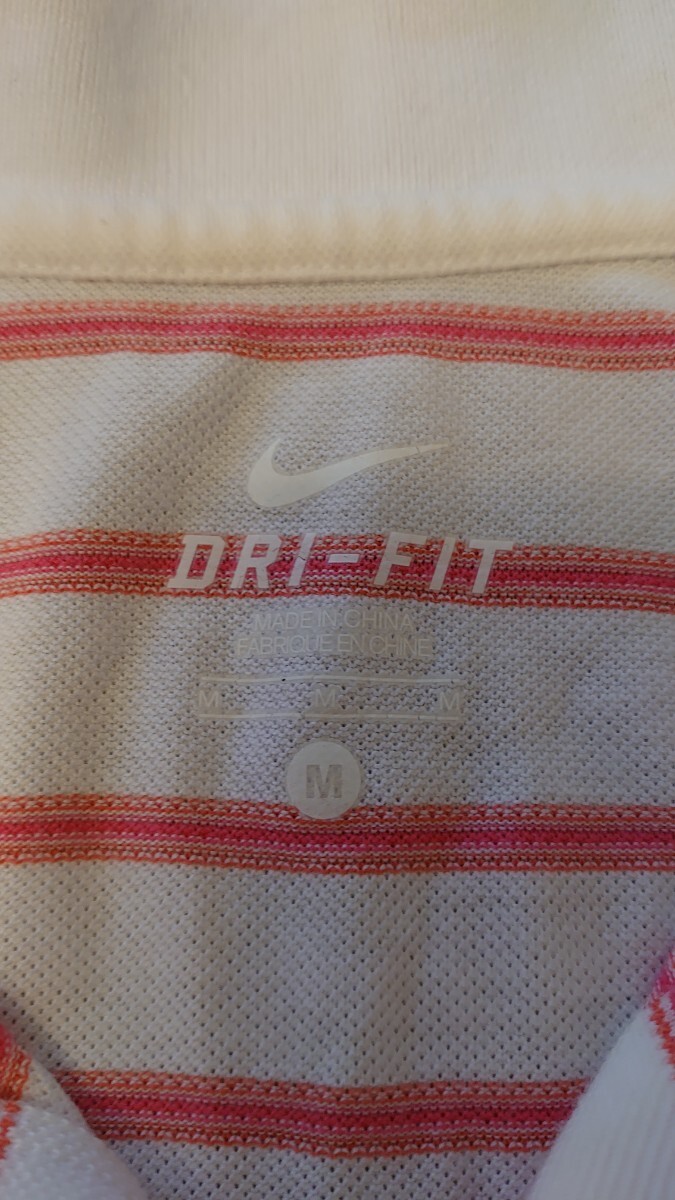 DRI-FIT
MADE IN CHINA
FABRIQUE EN CHINE
M M M
M